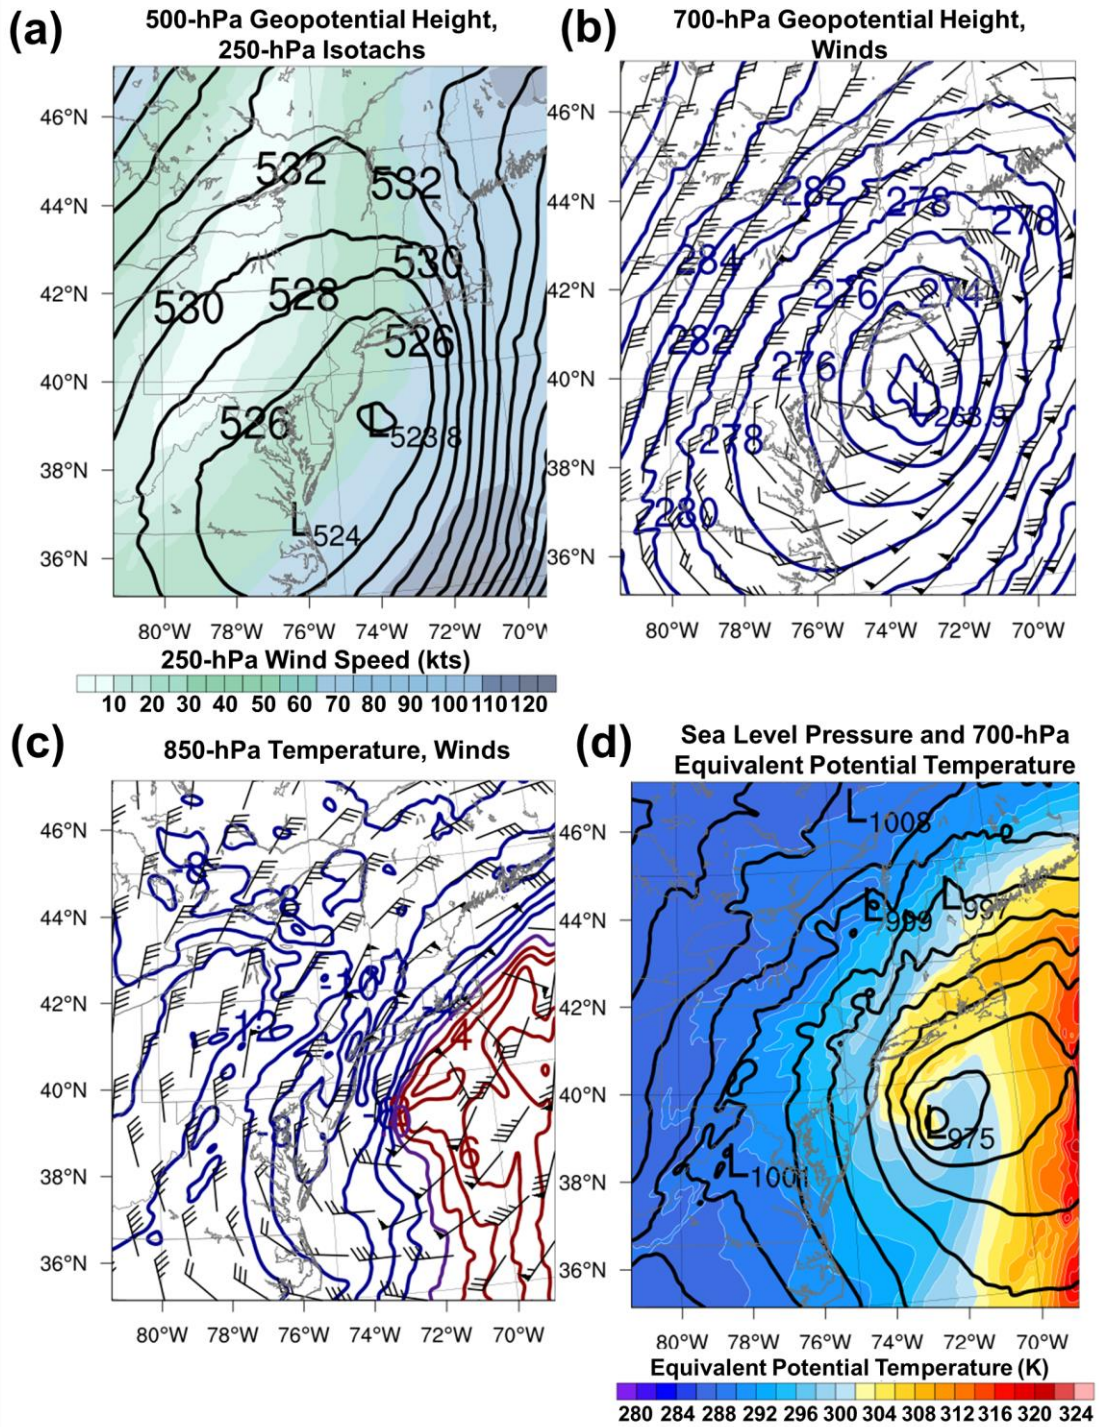 (a)
500-hPa Geopotential Height,
250-hPa Isotachs
46°N
44°N
42°N
40°N
38°N
36°N
532
532
530
528
530
526
526
L523.8
L524
80°W 78°W 76°W 74°W 72°W 70°W
250-hPa Wind Speed (kts)
10 20 30 40 50 60 70 80 90 100 110 120
(b)
700-hPa Geopotential Height,
Winds
46°N
44°N
42°N
40°N
38°N
36°N
282
278
278
284
276
274
282
276
278
280
L268.9
80°W 78°W 76°W 74°W 72°W 70°W
(c)
850-hPa Temperature, Winds
46°N
44°N
42°N
40°N
38°N
36°N
-12
4
2
6
80°W 78°W 76°W 74°W 72°W 70°W
(d)
Sea Level Pressure and 700-hPa
Equivalent Potential Temperature
46°N
44°N
42°N
40°N
38°N
36°N
L1008
L999
L997
L975
L1001
80°W 78°W 76°W 74°W 72°W 70°W
Equivalent Potential Temperature (K)
280 284 288 292 296 300 304 308 312 316 320 324